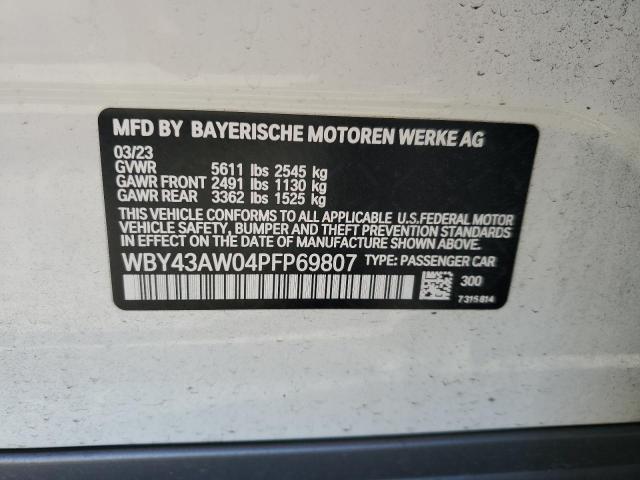 MFD BY BAYERISCHE MOTOREN WERKE AG
03/23
GVWR 5611 lbs 2545 kg
GAWR FRONT 2491 lbs 1130 kg
GAWR REAR 3362 lbs 1525 kg
THIS VEHICLE CONFORMS TO ALL APPLICABLE U.S.FEDERAL MOTOR
VEHICLE SAFETY, BUMPER AND THEFT PREVENTION STANDARDS IN
EFFECT ON THE DATE OF MANUFACTURE SHOWN ABOVE.
WBY43AW04PFP69807 TYPE: PASSENGER CAR
300
7315814